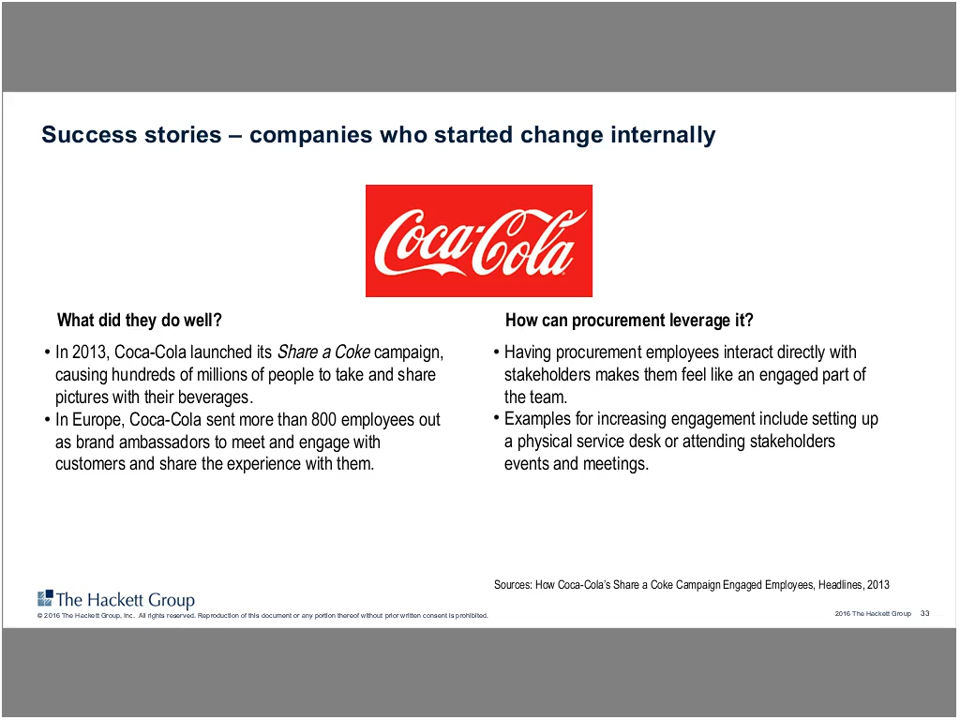 Success stories – companies who started change internally
Coca-Cola
What did they do well?
• In 2013, Coca-Cola launched its Share a Coke campaign,
causing hundreds of millions of people to take and share
pictures with their beverages.
• In Europe, Coca-Cola sent more than 800 employees out
as brand ambassadors to meet and engage with
customers and share the experience with them.
How can procurement leverage it?
• Having procurement employees interact directly with
stakeholders makes them feel like an engaged part of
the team.
• Examples for increasing engagement include setting up
a physical service desk or attending stakeholders
events and meetings.
Sources: How Coca-Cola's Share a Coke Campaign Engaged Employees, Headlines, 2013
The Hackett Group
© 2016 The Hackett Group, Inc. All rights reserved. Reproduction of this document or any portion thereof without prior written consent is prohibited.
2016 The Hackett Group 33